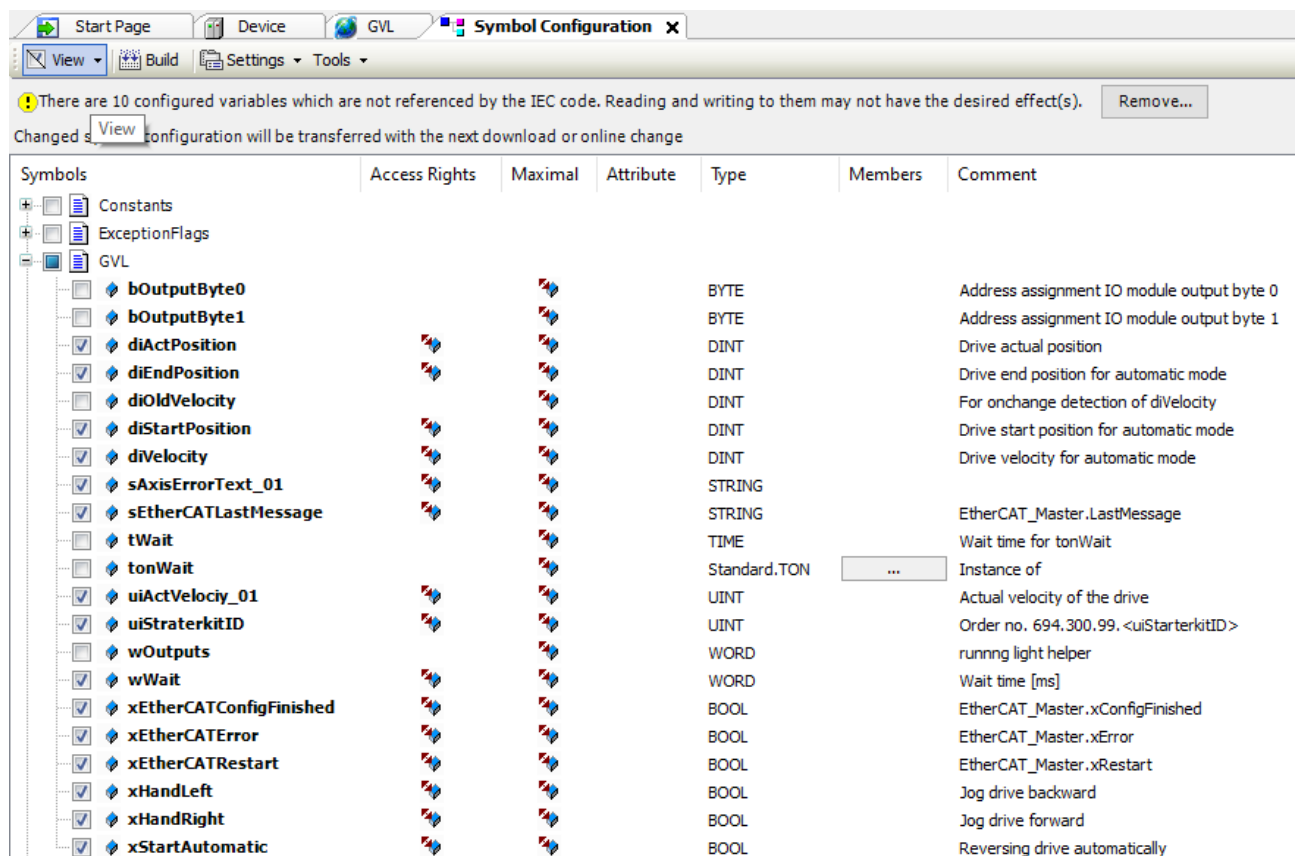 Start Page Device GVL Symbol Configuration x
View Build Settings Tools
There are 10 configured variables which are not referenced by the IEC code. Reading and writing to them may not have the desired effect(s). Remove...
View
Changed s onfiguration will be transferred with the next download or online change
Symbols Access Rights Maximal Attribute Type Members Comment
Constants
ExceptionFlags
GVL
bOutputByte0 BYTE Address assignment IO module output byte 0
bOutputByte1 BYTE Address assignment IO module output byte 1
diActPosition DINT Drive actual position
diEndPosition DINT Drive end position for automatic mode
diOldVelocity DINT For onchange detection of diVelocity
diStartPosition DINT Drive start position for automatic mode
diVelocity DINT Drive velocity for automatic mode
sAxisErrorText_01 STRING
sEtherCATLastMessage STRING EtherCAT_Master.LastMessage
tWait TIME Wait time for tonWait
tonWait Standard.TON ... Instance of
uiActVelociy_01 UINT Actual velocity of the drive
uiStraterkitID UINT Order no. 694.300.99.<uiStarterkitID>
wOutputs WORD runnng light helper
wWait WORD Wait time [ms]
xEtherCATConfigFinished BOOL EtherCAT_Master.xConfigFinished
xEtherCATError BOOL EtherCAT_Master.xError
xEtherCATRestart BOOL EtherCAT_Master.xRestart
xHandLeft BOOL Jog drive backward
xHandRight BOOL Jog drive forward
xStartAutomatic BOOL Reversing drive automatically